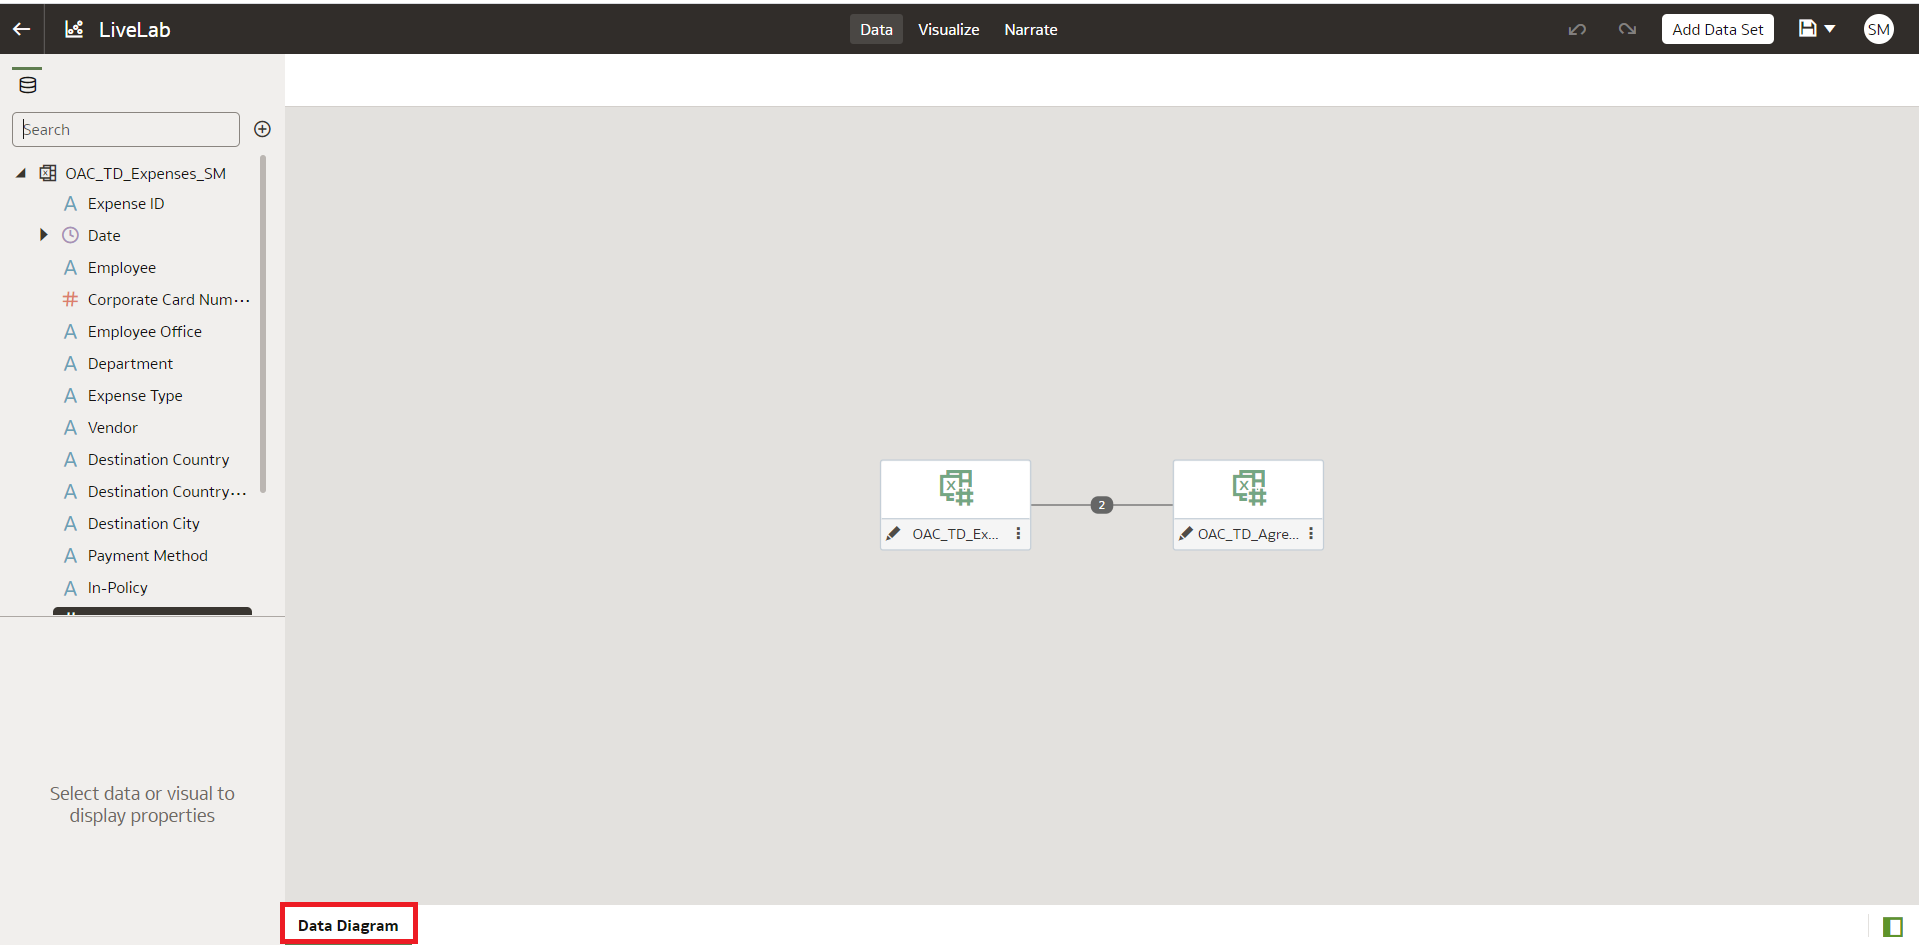 LiveLab
Data
Visualize
Narrate
Add Data Set
SM
Search
OAC_TD_Expenses_SM
A Expense ID
Date
A Employee
# Corporate Card Num...
A Employee Office
A Department
A Expense Type
A Vendor
A Destination Country
A Destination Country...
A Destination City
A Payment Method
A In-Policy
2
OAC_TD_Ex...
OAC_TD_Agre...
Select data or visual to
display properties
Data Diagram